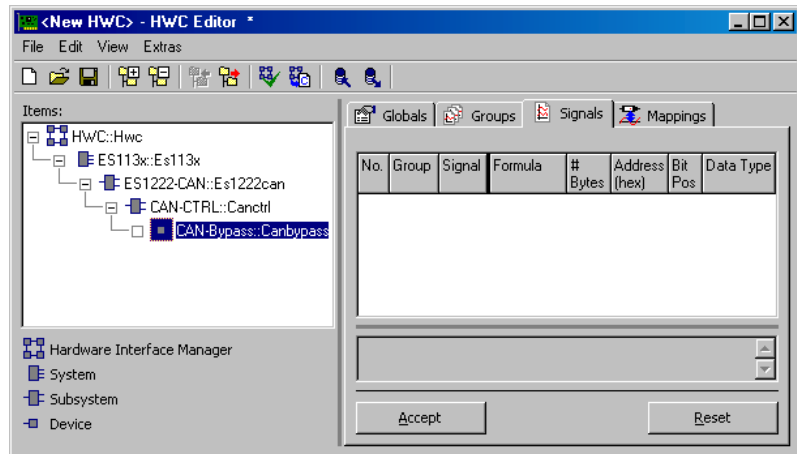 <New HWC> - HWC Editor *
File Edit View Extras
Items:
HWC::Hwc
ES113x::Es113x
ES1222-CAN::Es1222can
CAN-CTRL::Canctrl
CAN-Bypass::Canbypass
Hardware Interface Manager
System
Subsystem
Device
Globals Groups Signals Mappings
No. Group Signal Formula # Bytes Address (hex) Bit Pos Data Type
Accept Reset